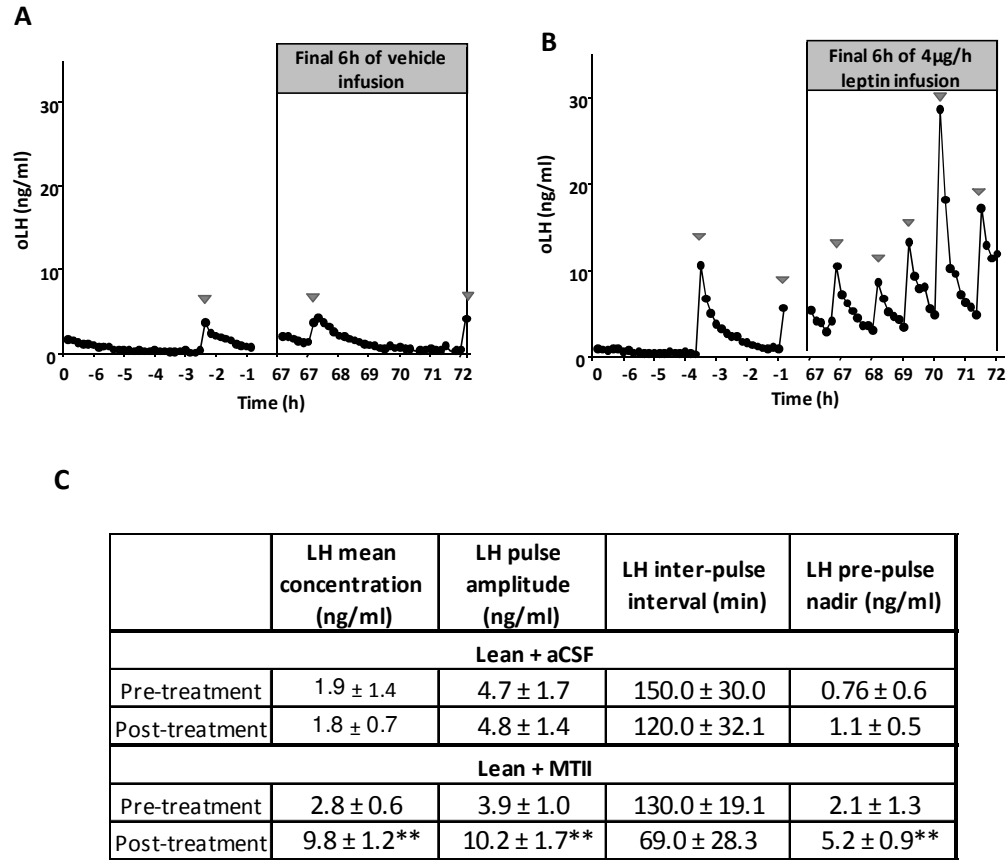 A
Final 6h of vehicle
infusion
30
20
10
0
oLH (ng/ml)
0 -6 -5 -4 -3 -2 -1 67 67 68 69 70 71 72
Time (h)
B
Final 6h of 4µg/h
leptin infusion
30
20
10
0
oLH (ng/ml)
0 -6 -5 -4 -3 -2 -1 67 67 68 69 70 71 72
Time (h)
C
LH mean
concentration
(ng/ml)
LH pulse
amplitude
(ng/ml)
LH inter-pulse
interval (min)
LH pre-pulse
nadir (ng/ml)
Lean + aCSF
Pre-treatment 1.9 ± 1.4 4.7 ± 1.7 150.0 ± 30.0 0.76 ± 0.6
Post-treatment 1.8 ± 0.7 4.8 ± 1.4 120.0 ± 32.1 1.1 ± 0.5
Lean + MTII
Pre-treatment 2.8 ± 0.6 3.9 ± 1.0 130.0 ± 19.1 2.1 ± 1.3
Post-treatment 9.8 ± 1.2** 10.2 ± 1.7** 69.0 ± 28.3 5.2 ± 0.9**